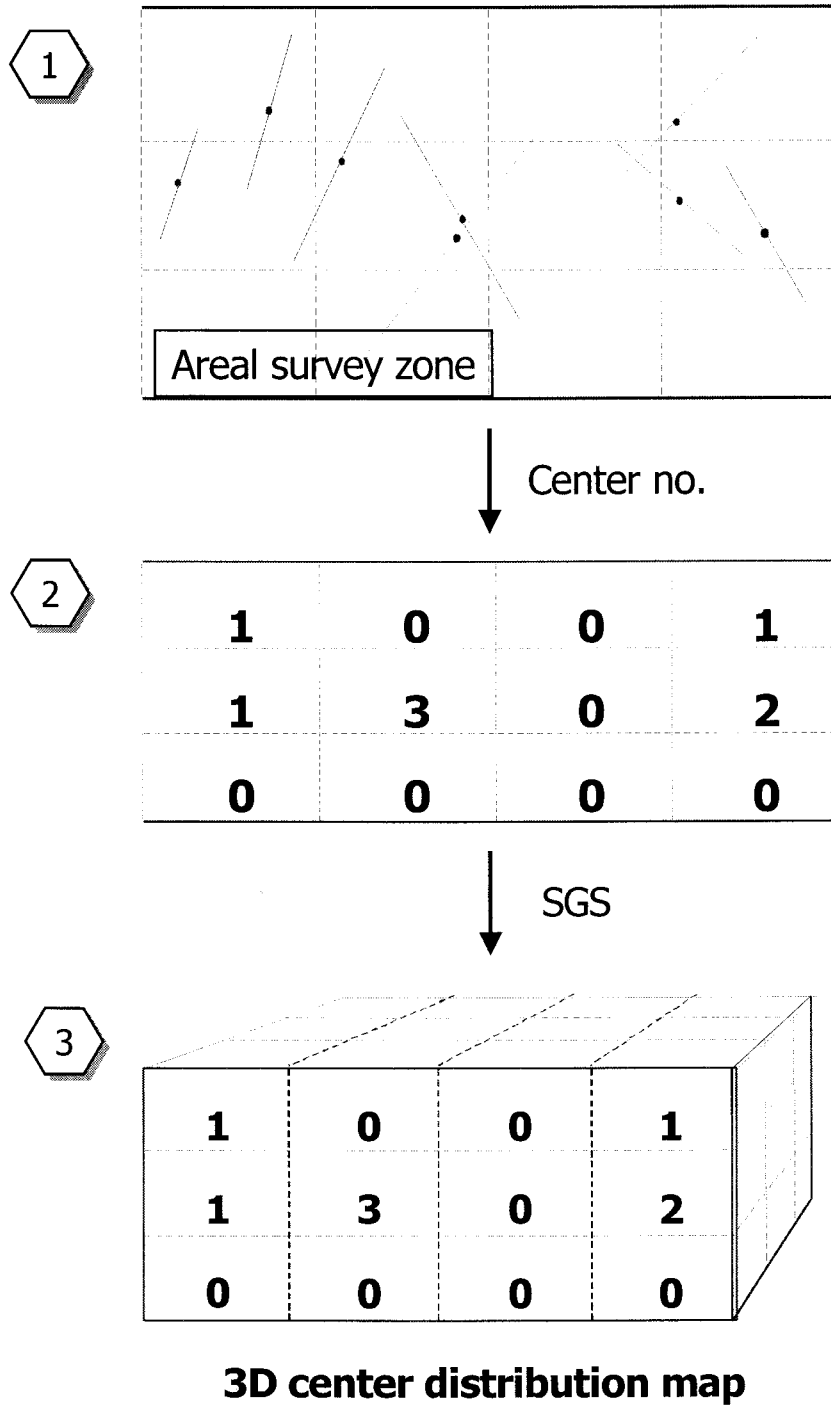 1
Areal survey zone
Center no.
2
1 0 0 1
1 3 0 2
0 0 0 0
SGS
3
1 0 0 1
1 3 0 2
0 0 0 0
3D center distribution map